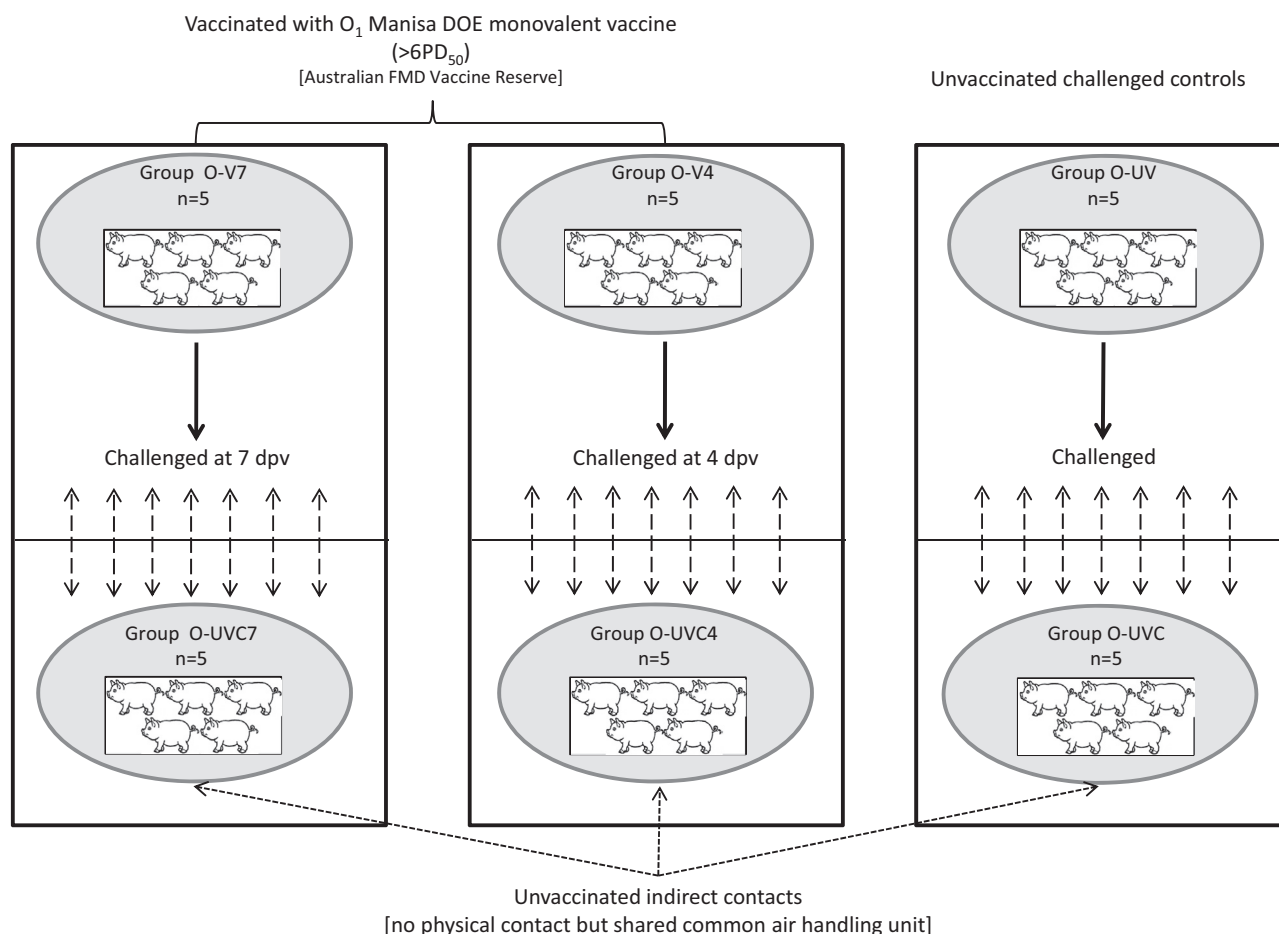 Vaccinated with O₁ Manisa DOE monovalent vaccine
(>6PD₅₀)
[Australian FMD Vaccine Reserve]
Unvaccinated challenged controls
Group O-V7
n=5
Group O-V4
n=5
Group O-UV
n=5
Challenged at 7 dpv
Challenged at 4 dpv
Challenged
Group O-UVC7
n=5
Group O-UVC4
n=5
Group O-UVC
n=5
Unvaccinated indirect contacts
[no physical contact but shared common air handling unit]